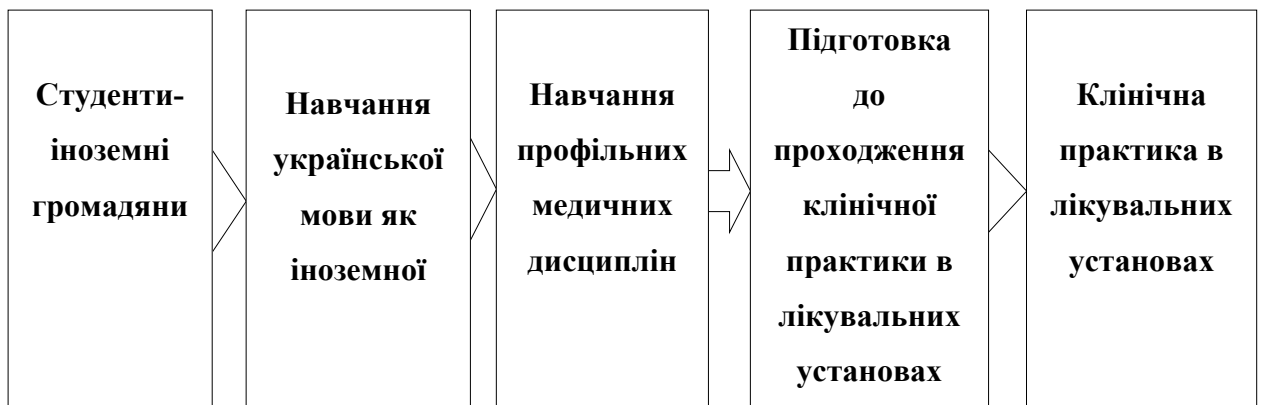 Студенти-
іноземні
громадяни
Навчання
української
мови як
іноземної
Навчання
профільних
медичних
дисциплін
Підготовка
до
проходження
клінічної
практики в
лікувальних
установах
Клінічна
практика в
лікувальних
установах